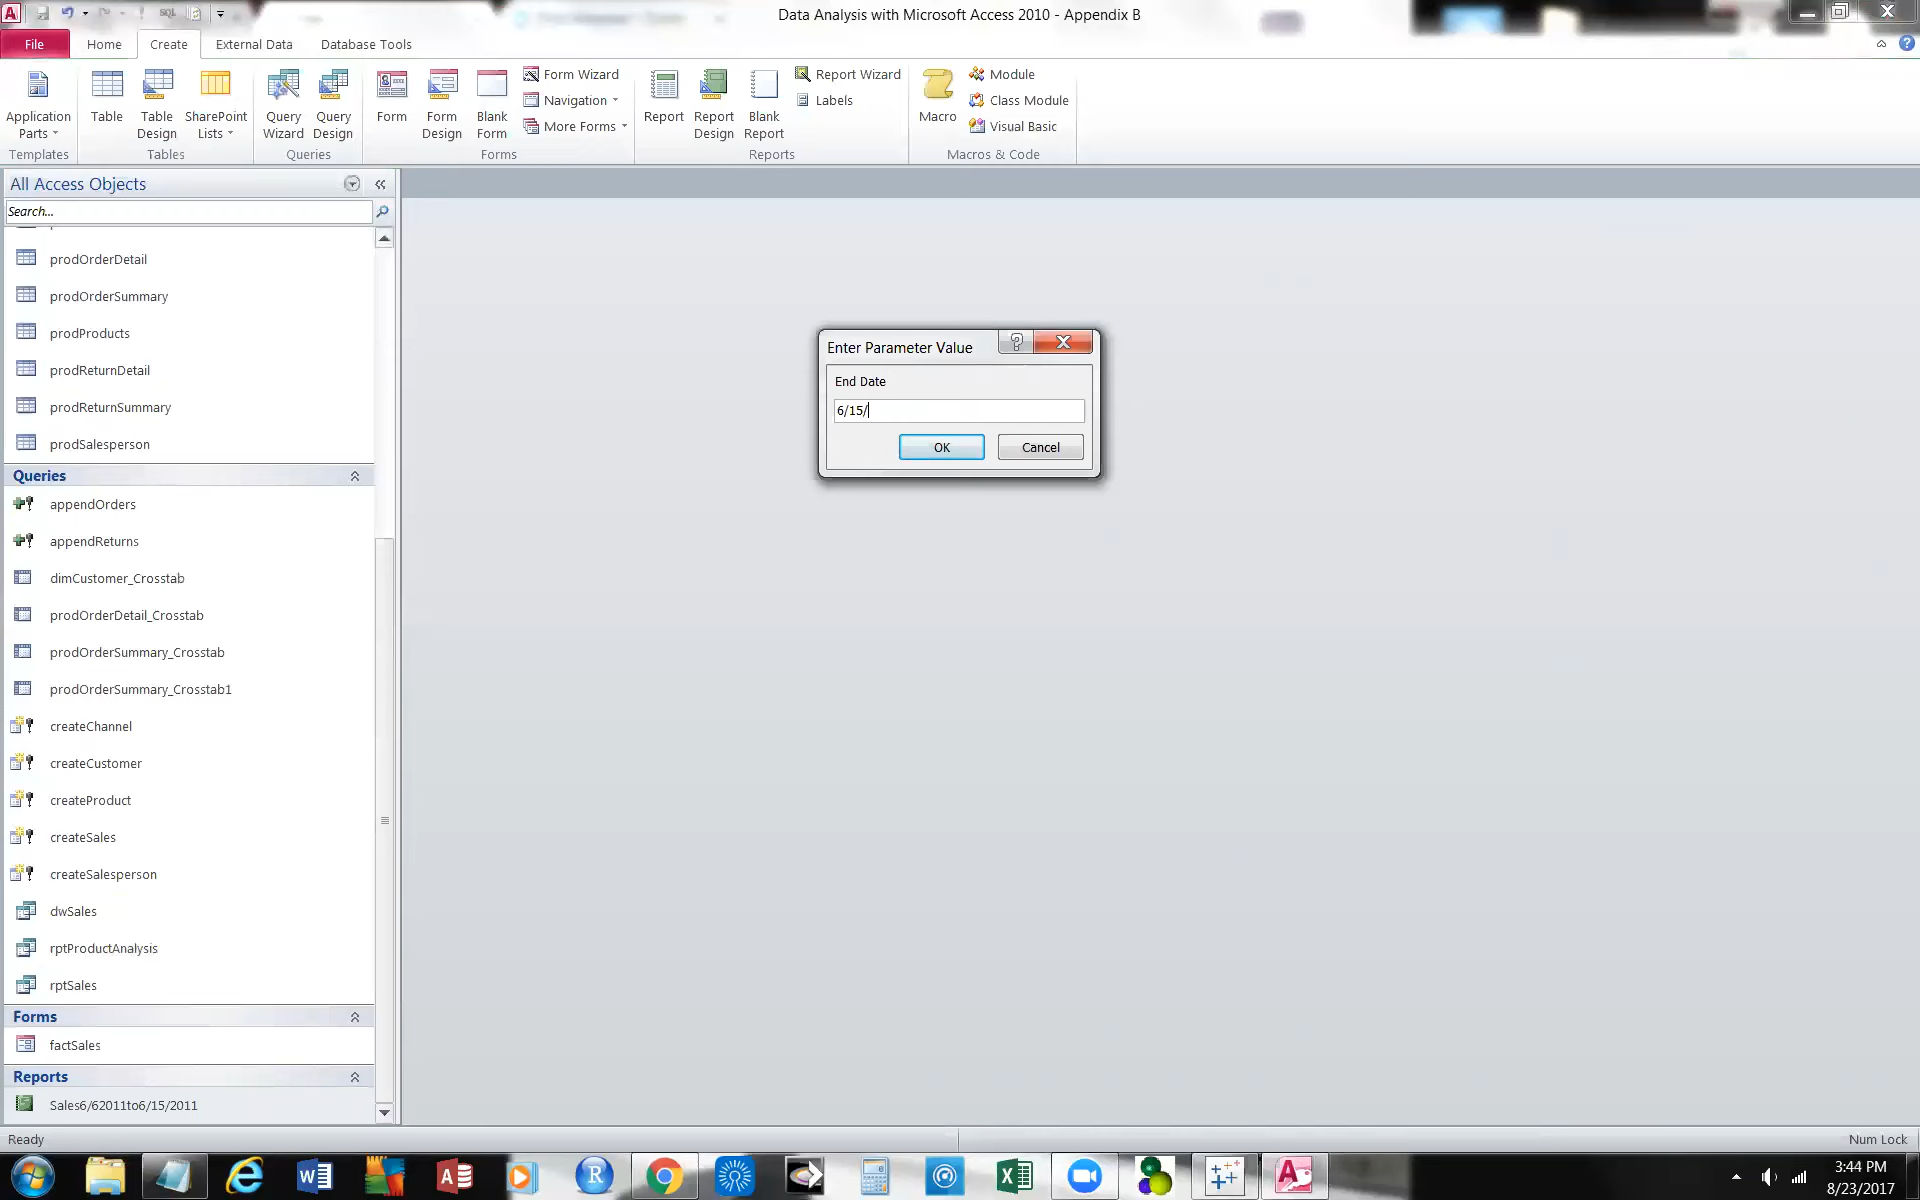 Data Analysis with Microsoft Access 2010 - Appendix B
File Home Create External Data Database Tools
Application Parts
Templates
Table
Table Design
SharePoint Lists
Tables
Query Wizard
Query Design
Queries
Form
Form Design
Blank Form
Form Wizard
Navigation
More Forms
Forms
Report
Report Design
Blank Report
Report Wizard
Labels
Reports
Macro
Module
Class Module
Visual Basic
Macros & Code
All Access Objects
Search...
prodOrderDetail
prodOrderSummary
prodProducts
prodReturnDetail
prodReturnSummary
prodSalesperson
Queries
appendOrders
appendReturns
dimCustomer_Crosstab
prodOrderDetail_Crosstab
prodOrderSummary_Crosstab
prodOrderSummary_Crosstab1
createChannel
createCustomer
createProduct
createSales
createSalesperson
dwSales
rptProductAnalysis
rptSales
Forms
factSales
Reports
Sales6/62011to6/15/2011
Enter Parameter Value
End Date
6/15/
OK Cancel
Ready
Num Lock
3:44 PM
8/23/2017